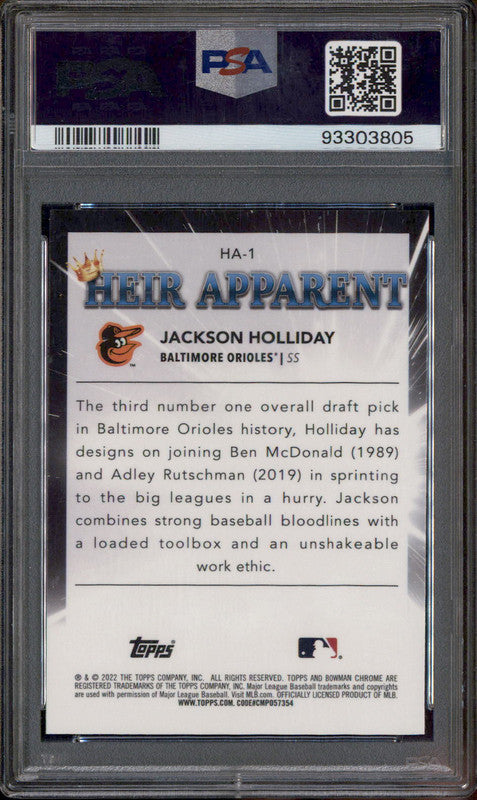 PSA
93303805
HA-1
HEIR APPARENT
JACKSON HOLLIDAY
BALTIMORE ORIOLES® | SS
The third number one overall draft pick
in Baltimore Orioles history, Holliday has
designs on joining Ben McDonald (1989)
and Adley Rutschman (2019) in sprinting
to the big leagues in a hurry. Jackson
combines strong baseball bloodlines with
a loaded toolbox and an unshakeable
work ethic.
Topps
® & © 2022 THE TOPPS COMPANY, INC. ALL RIGHTS RESERVED. TOPPS AND BOWMAN CHROME ARE
REGISTERED TRADEMARKS OF THE TOPPS COMPANY, INC. Major League Baseball trademarks and copyrights
are used with permission of Major League Baseball. Visit MLB.com. OFFICIALLY LICENSED PRODUCT OF MLB.
WWW.TOPPS.COM. CODE#CMP057354